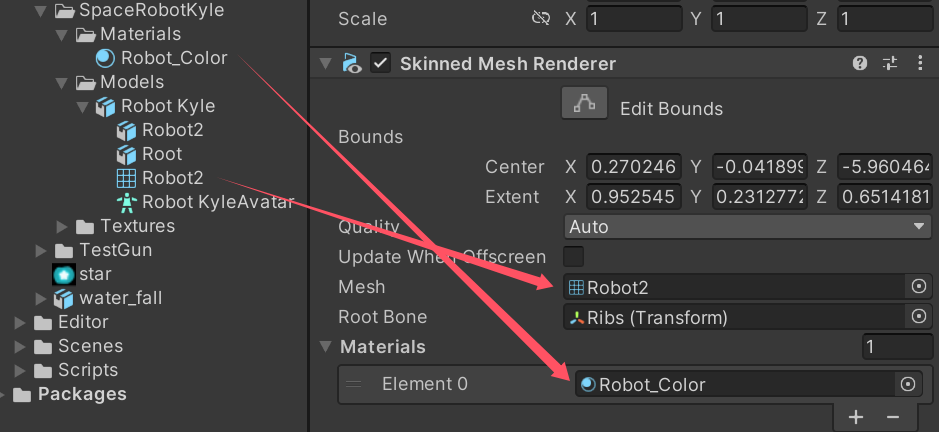 SpaceRobotKyle
Materials
Robot_Color
Models
Robot Kyle
Robot2
Root
Robot2
Robot KyleAvatar
Textures
TestGun
star
water_fall
Editor
Scenes
Scripts
Packages
Scale X 1 Y 1 Z 1
Skinned Mesh Renderer
Edit Bounds
Bounds
Center X 0.270246 Y -0.041899 Z -5.960464
Extent X 0.952545 Y 0.2312772 Z 0.6514181
Quality Auto
Update When Offscreen
Mesh Robot2
Root Bone Ribs (Transform)
Materials 1
Element 0 Robot_Color